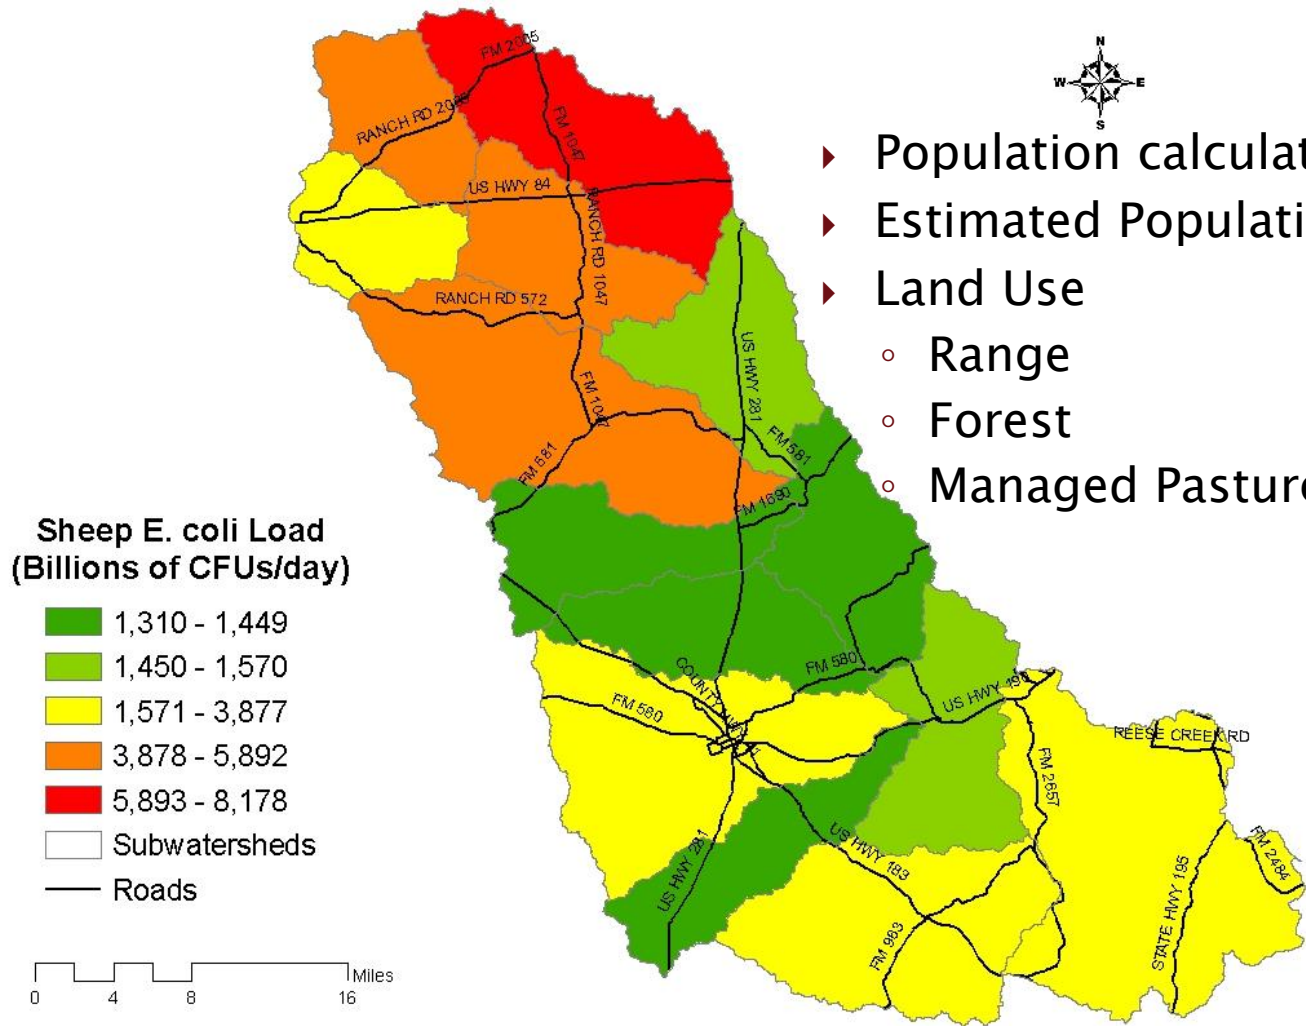 N
W E
S
Population calculat
Estimated Populati
Land Use
Range
Forest
Managed Pasture
FM 2005
RANCH RD 2005
FM 1047
US HWY 84
RANCH RD 1047
RANCH RD 572
US HWY 281
FM 1047
FM 581
FM 581
FM 1690
Sheep E. coli Load
(Billions of CFUs/day)
1,310 - 1,449
1,450 - 1,570
1,571 - 3,877
3,878 - 5,892
5,893 - 8,178
Subwatersheds
Roads
FM 580
COUNTY
FM 580
US HWY 190
REESE CREEK RD
FM 2657
US HWY 281
US HWY 183
FM 2484
STATE HWY 195
FM 963
Miles
0 4 8 16